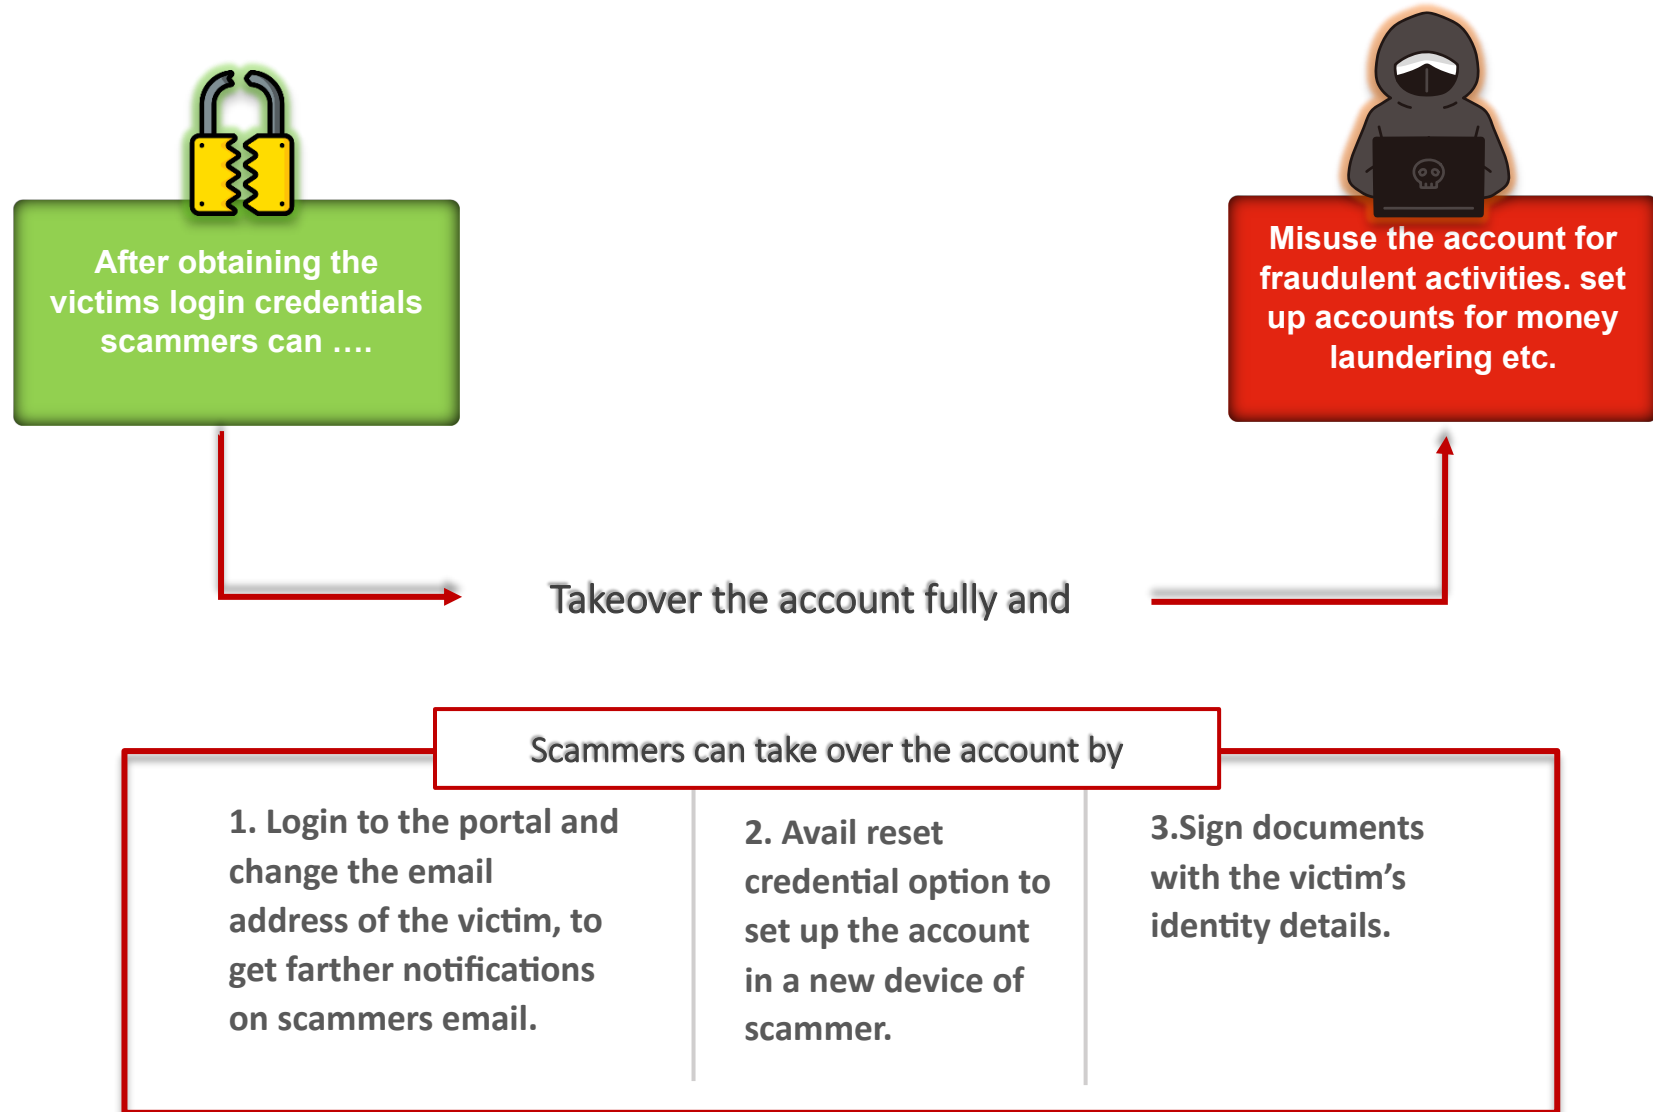 After obtaining the
victims login credentials
scammers can ....
Misuse the account for
fraudulent activities. set
up accounts for money
laundering etc.
Takeover the account fully and
Scammers can take over the account by
1. Login to the portal and
change the email
address of the victim, to
get farther notifications
on scammers email.
2. Avail reset
credential option to
set up the account
in a new device of
scammer.
3.Sign documents
with the victim’s
identity details.